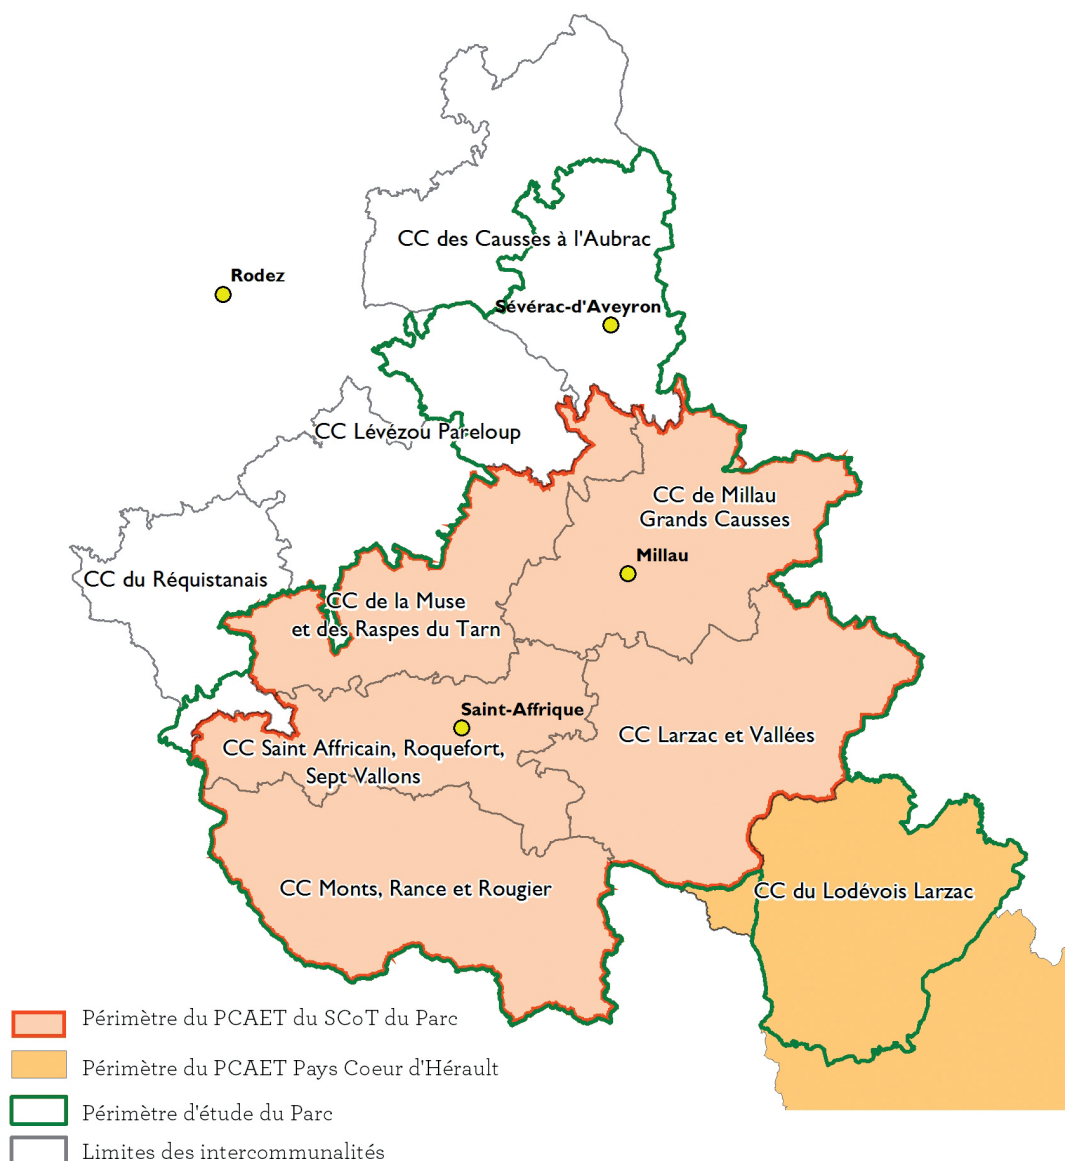 CC des Causses à l'Aubrac
Rodez
Sévérac-d'Aveyron
CC Lévézou Pareloup
CC de Millau
Grands Causses
Millau
CC du Réquistanais
CC de la Muse
et des Raspes du Tarn
Saint-Affrique
CC Larzac et Vallées
CC Saint Affricain, Roquefort,
Sept Vallons
CC Monts, Rance et Rougier
CC du Lodévois Larzac
Périmètre du PCAET du SCoT du Parc
Périmètre du PCAET Pays Coeur d'Hérault
Périmètre d'étude du Parc
Limites des intercommunalités